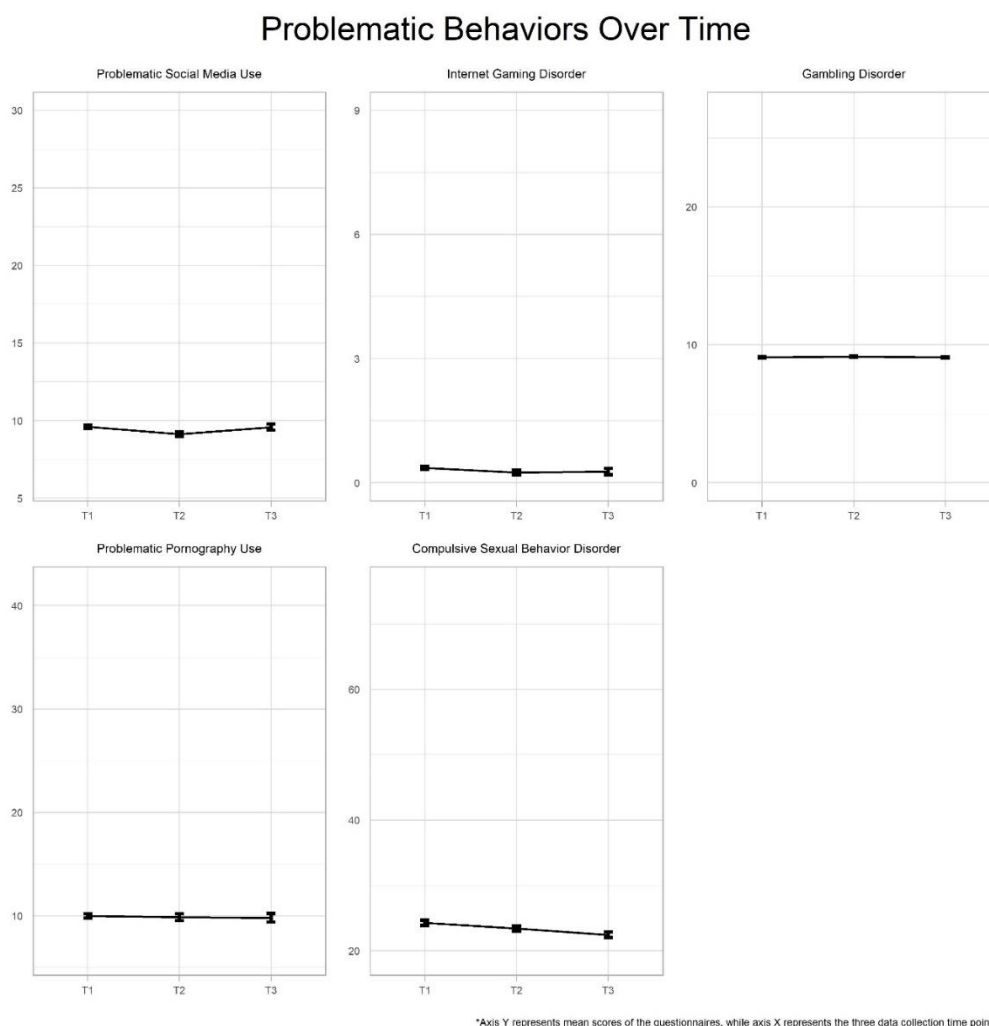 Problematic Behaviors Over Time
Problematic Social Media Use
30
25
20
15
10
5
T1 T2 T3
Internet Gaming Disorder
9
6
3
0
T1 T2 T3
Gambling Disorder
20
10
0
T1 T2 T3
Problematic Pornography Use
40
30
20
10
T1 T2 T3
Compulsive Sexual Behavior Disorder
60
40
20
T1 T2 T3
*Axis Y represents mean scores of the questionnaires, while axis X represents the three data collection time poin